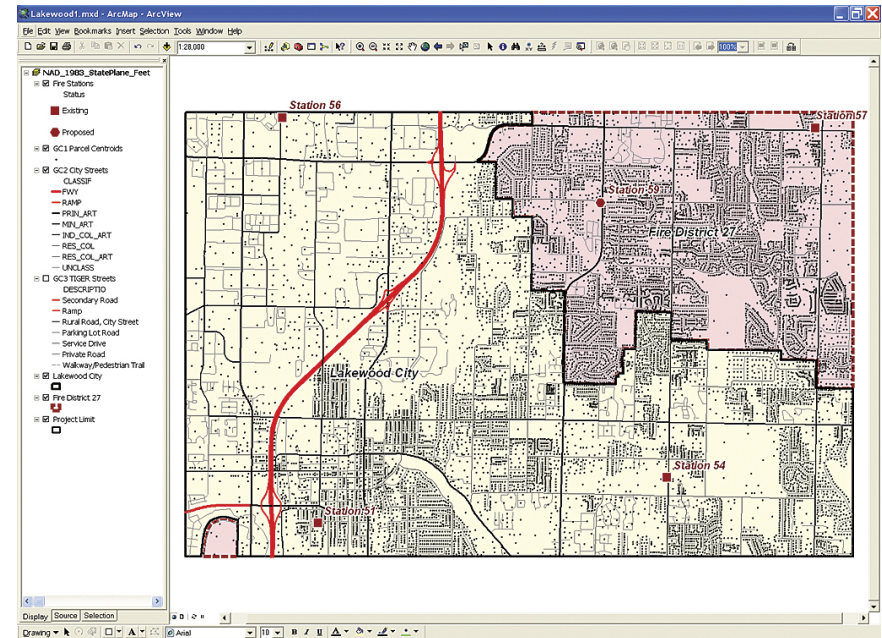 Lakewood1.mxd - ArcMap - ArcView
File Edit View Bookmarks Insert Selection Tools Window Help
1:28,000
100%
NAD_1983_StatePlane_Feet
Fire Stations
Status
Existing
Proposed
GC1 Parcel Centroids
GC2 City Streets
CLASSIF
FWY
RAMP
PRIN_ART
MIN_ART
IND_COL_ART
RES_COL
RES_COL_ART
UNCLASS
GC3 TIGER Streets
DESCRIPTIO
Secondary Road
Ramp
Rural Road, City Street
Parking Lot Road
Service Drive
Private Road
Walkway/Pedestrian Trail
Lakewood City
Fire District 27
Project Limit
Station 56
Station 57
Station 59
Fire District 27
Lakewood City
Station 54
Station 51
Display Source Selection
Drawing
Arial
10
B I U A